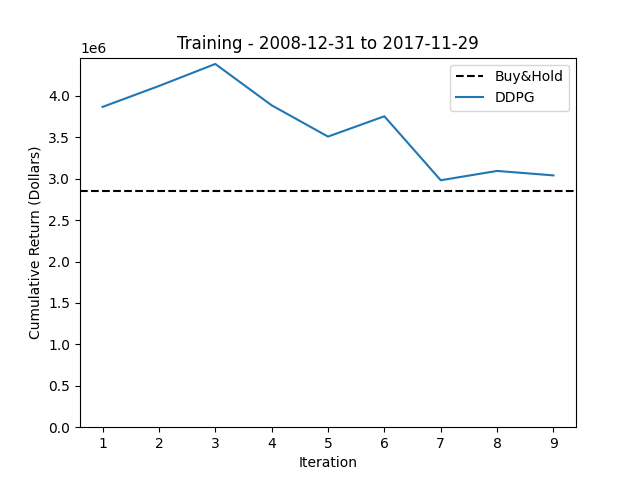 Training - 2008-12-31 to 2017-11-29
1e6
Buy&Hold
DDPG
Cumulative Return (Dollars)
4.0
3.5
3.0
2.5
2.0
1.5
1.0
0.5
0.0
1 2 3 4 5 6 7 8 9
Iteration